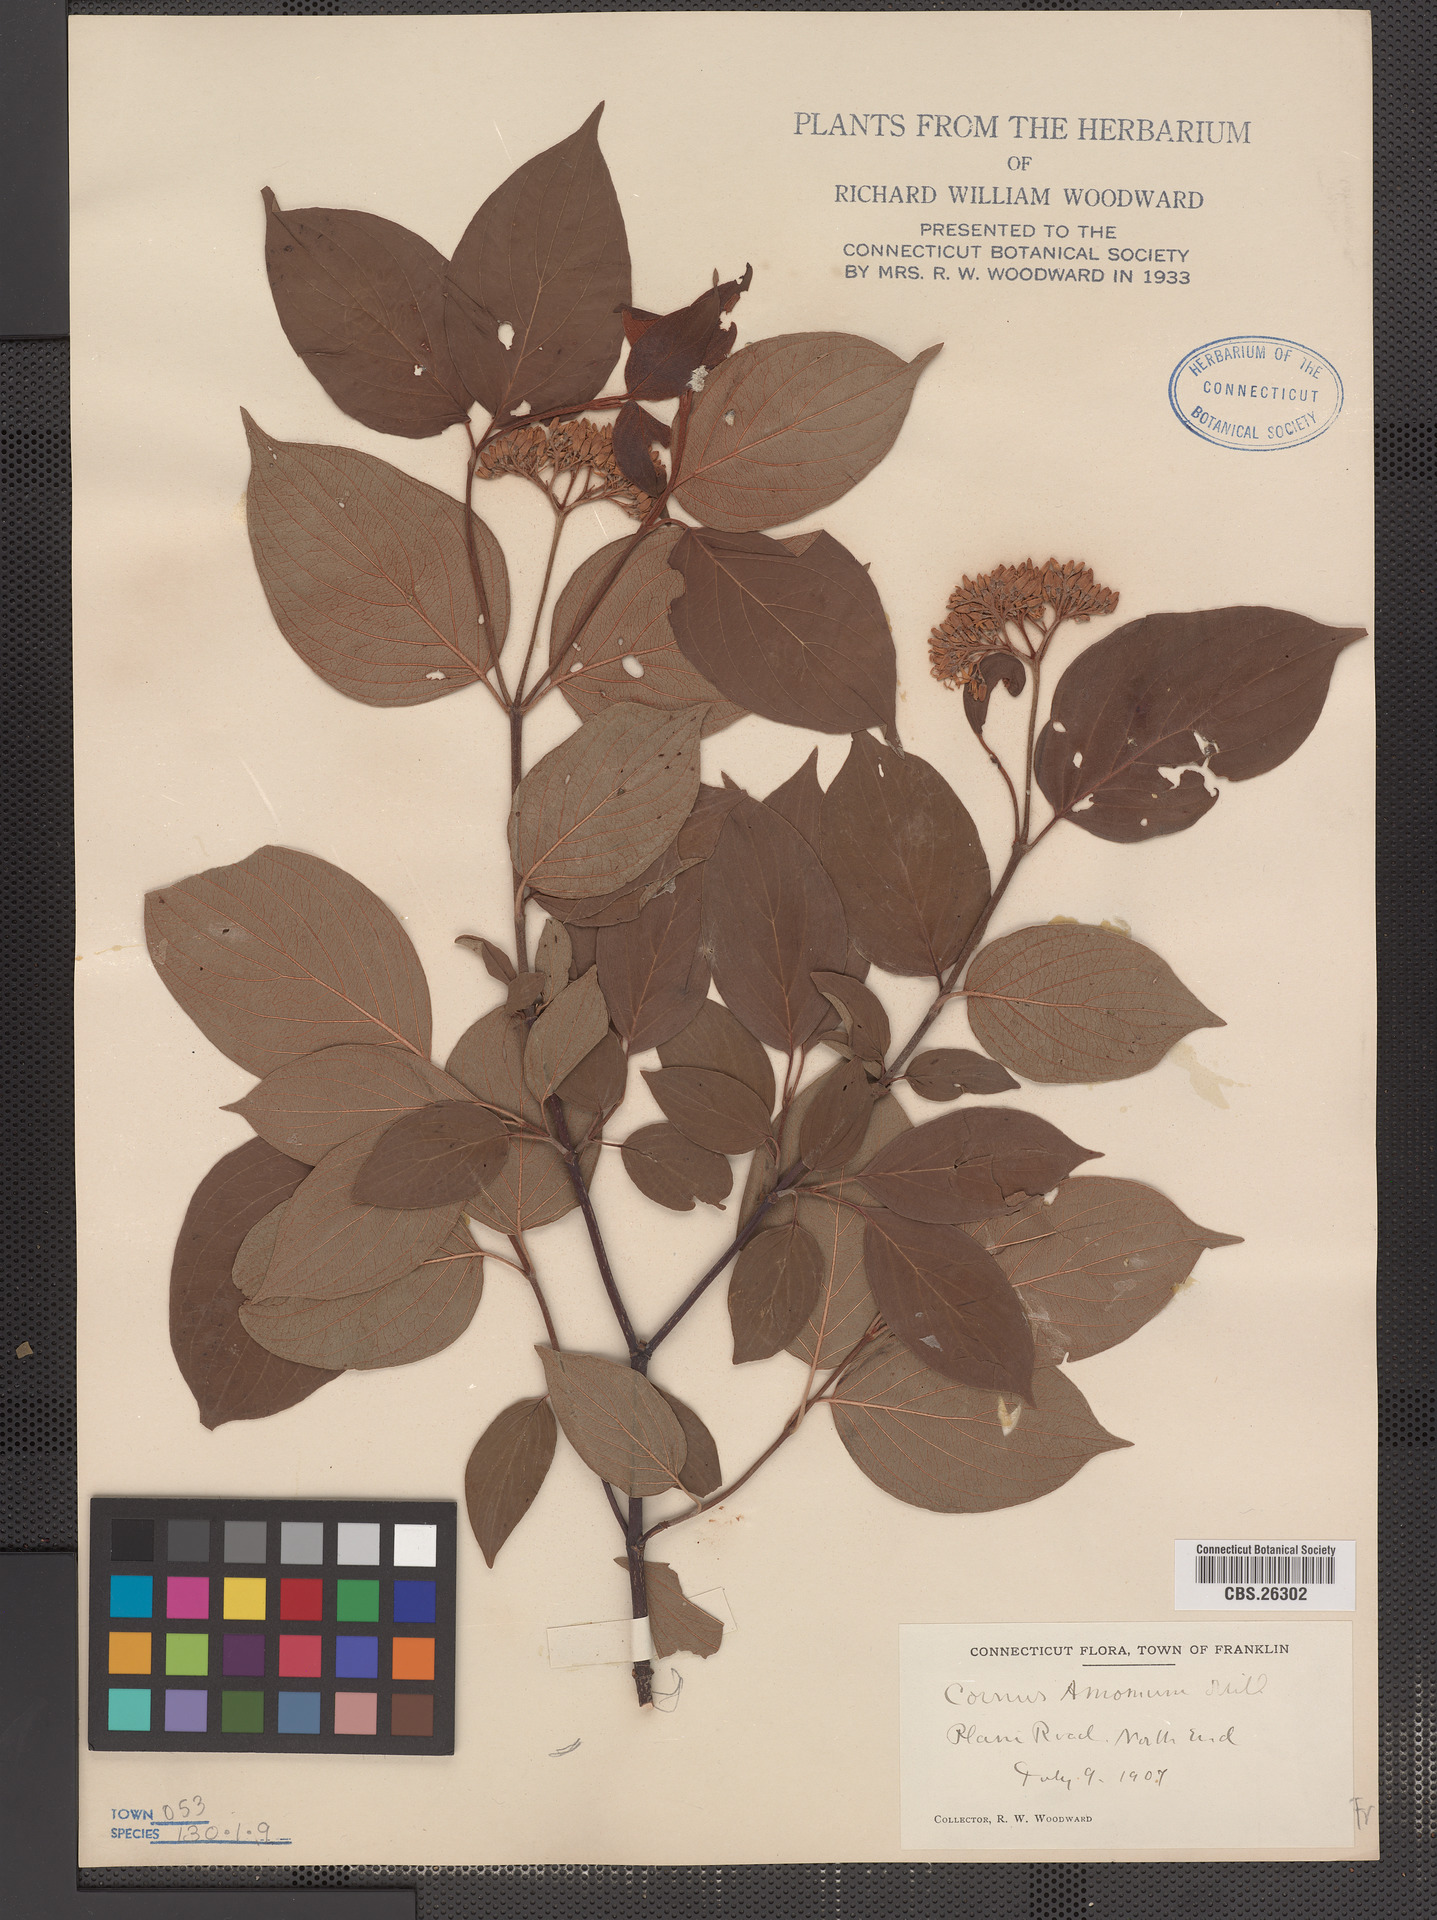 PLANTS FROM THE HERBARIUM
OF
RICHARD WILLIAM WOODWARD
PRESENTED TO THE
CONNECTICUT BOTANICAL SOCIETY
BY MRS. R. W. WOODWARD IN 1933
HERBARIUM OF THE
CONNECTICUT
BOTANICAL SOCIETY
Connecticut Botanical Society
CBS.26302
CONNECTICUT FLORA, TOWN OF FRANKLIN
Cornus Amomum Mill
Plain Road. North End
July. 9. 1907
COLLECTOR, R. W. WOODWARD
Fr
TOWN 053
SPECIES 130.1.9